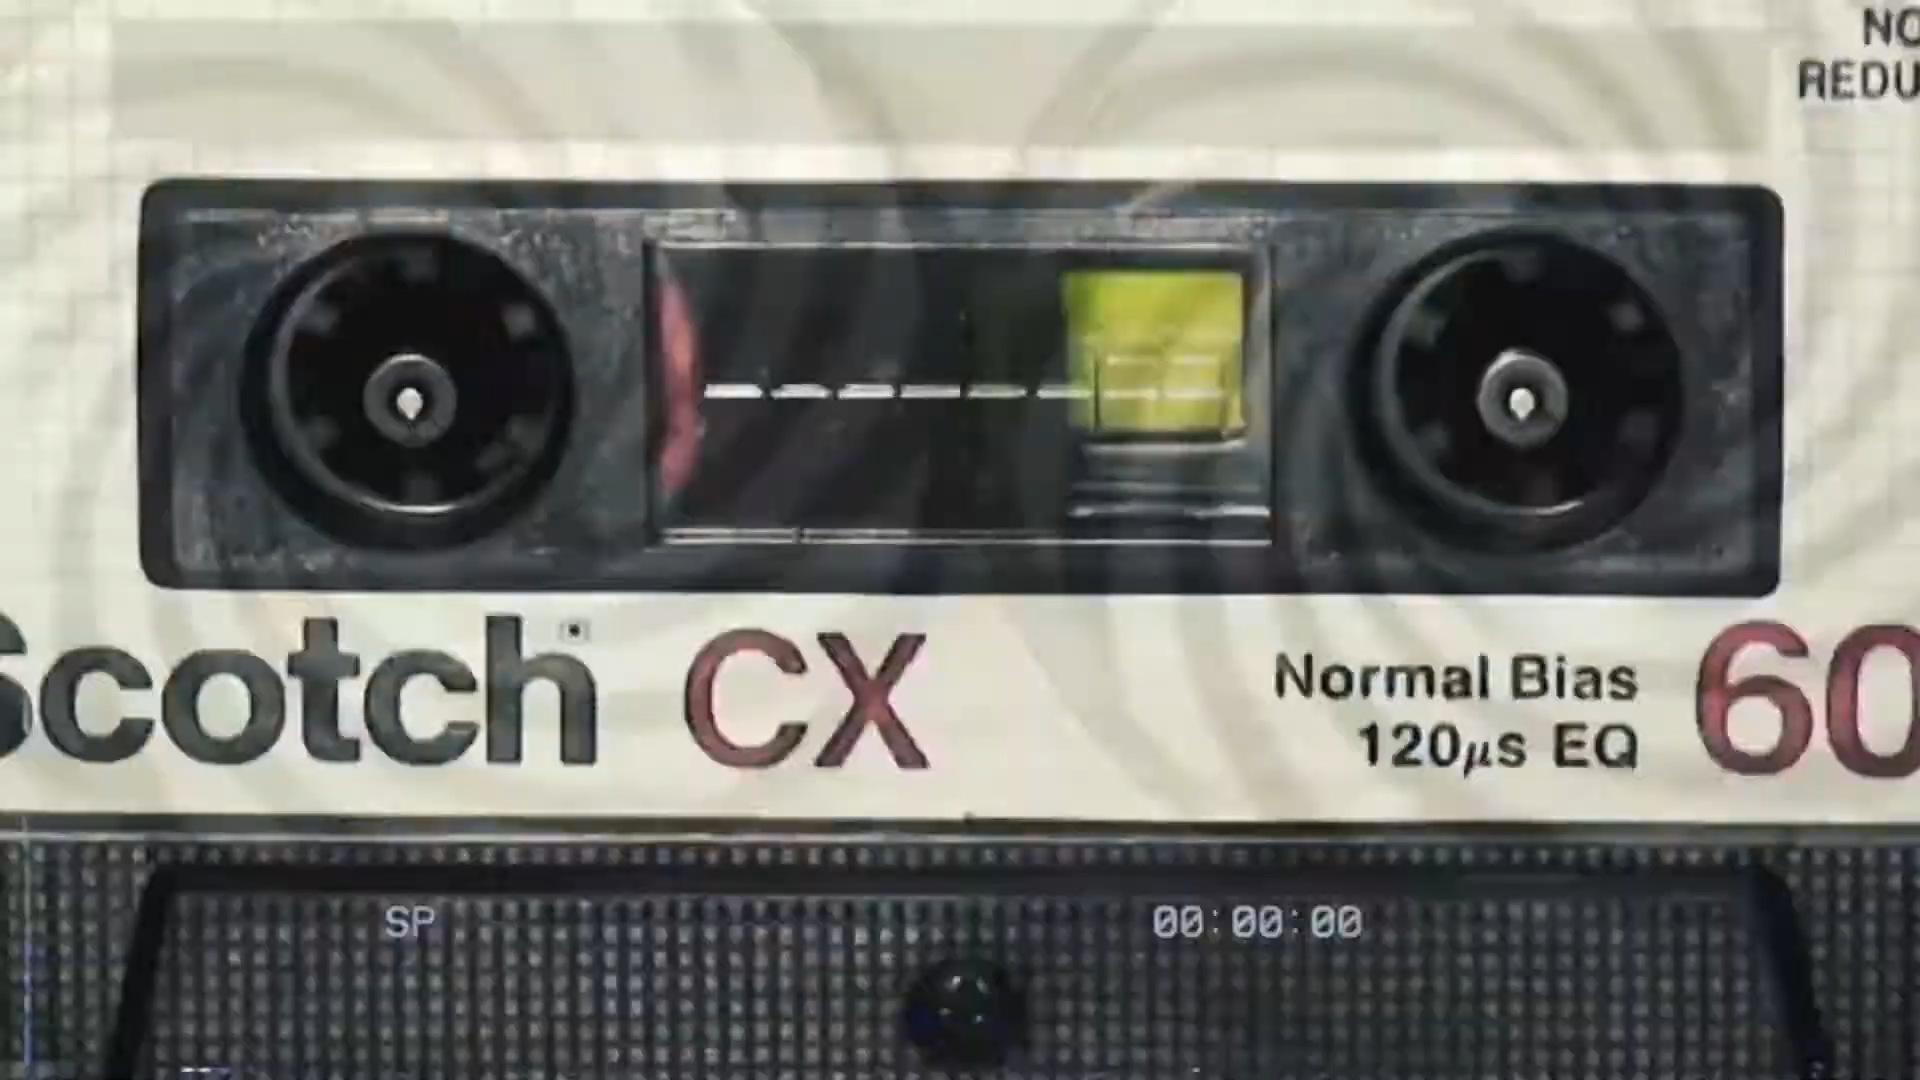 NO
REDU
Scotch CX
Normal Bias
120µs EQ
60
SP 00:00:00